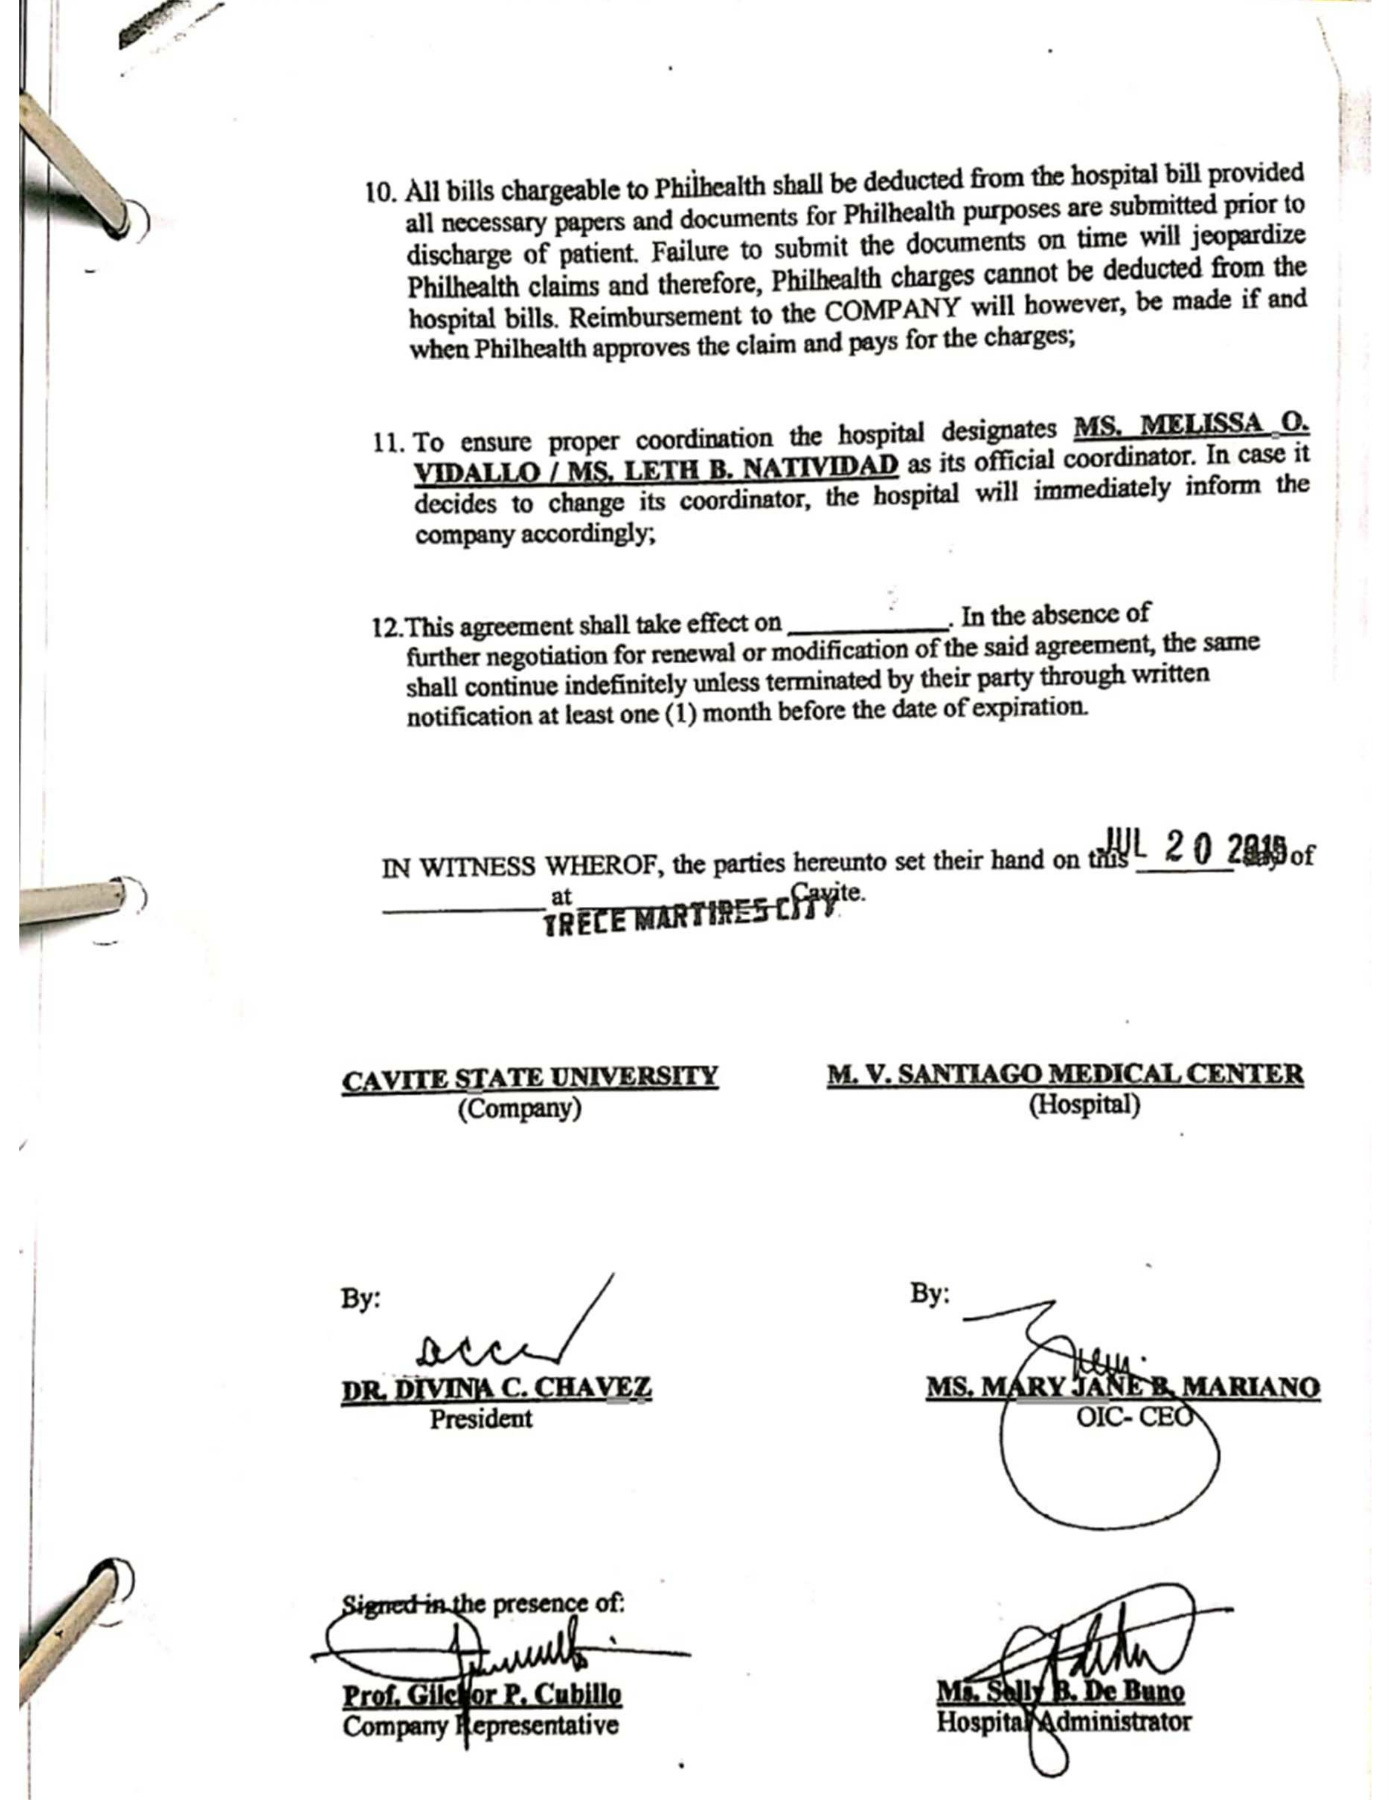 10. All bills chargeable to Philhealth shall be deducted from the hospital bill provided
all necessary papers and documents for Philhealth purposes are submitted prior to
discharge of patient. Failure to submit the documents on time will jeopardize
Philhealth claims and therefore, Philhealth charges cannot be deducted from the
hospital bills. Reimbursement to the COMPANY will however, be made if and
when Philhealth approves the claim and pays for the charges;
11. To ensure proper coordination the hospital designates MS. MELISSA O.
VIDALLO / MS. LETH B. NATIVIDAD as its official coordinator. In case it
decides to change its coordinator, the hospital will immediately inform the
company accordingly;
12.This agreement shall take effect on ____________. In the absence of
further negotiation for renewal or modification of the said agreement, the same
shall continue indefinitely unless terminated by their party through written
notification at least one (1) month before the date of expiration.
IN WITNESS WHEROF, the parties hereunto set their hand on this JUL 20 of
____________ at ____________ Cavite.
TRECE MARTIRES CITY
CAVITE STATE UNIVERSITY M. V. SANTIAGO MEDICAL CENTER
(Company) (Hospital)
By: By:
DR. DIVINA C. CHAVEZ MS. MARY JANE B. MARIANO
President OIC- CEO
Signed in the presence of:
Prof. Gilchor P. Cubillo Ms. Solly B. De Buno
Company Representative Hospital Administrator